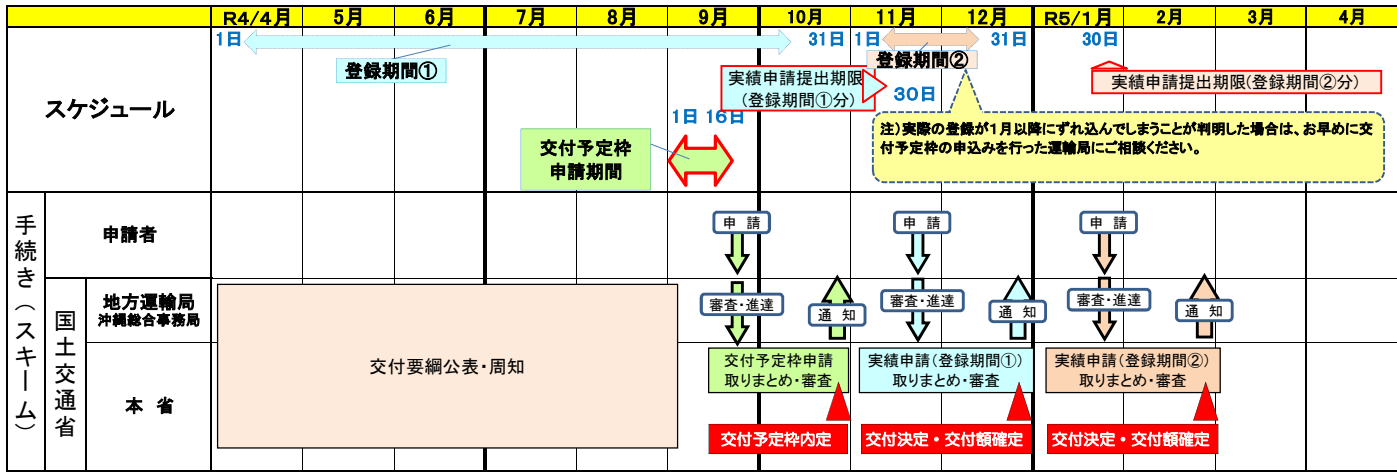 R4/4月 5月 6月 7月 8月 9月 10月 11月 12月 R5/1月 2月 3月 4月
スケジュール
1日 31日 1日 31日 30日
登録期間①
登録期間②
実績申請提出期限
(登録期間①分)
30日
実績申請提出期限(登録期間②分)
1日 16日
交付予定枠
申請期間
注)実際の登録が1月以降にずれ込んでしまうことが判明した場合は、お早めに交
付予定枠の申込みを行った運輸局にご相談ください。
手続き(スキーム)
申請者
申 請 申 請 申 請
国土交通省
地方運輸局
沖縄総合事務局
審査・進達 通 知 審査・進達 通 知 審査・進達 通 知
本 省
交付要綱公表・周知
交付予定枠申請
取りまとめ・審査
実績申請(登録期間①)
取りまとめ・審査
実績申請(登録期間②)
取りまとめ・審査
交付予定枠内定
交付決定・交付額確定
交付決定・交付額確定